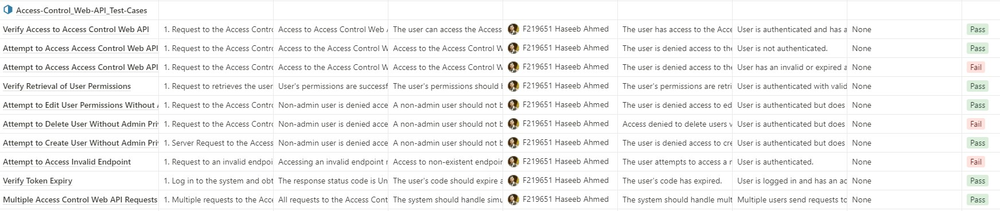 Access-Control_Web-API_Test-Cases
Verify Access to Access Control Web API 1. Request to the Access Contro Access to Access Control Web The user can access the Access F219651 Haseeb Ahmed The user has access to the Acce User is authenticated and has a None Pass
Attempt to Access Access Control Web API 1. Request to the Access Contro Access to the Access Control W Access to the Access Control W F219651 Haseeb Ahmed The user is denied access to the User is not authenticated. None Pass
Attempt to Access Access Control Web API 1. Request to the Access Contro Access to the Access Control W Access to the Access Control W F219651 Haseeb Ahmed The user is denied access to the User has an invalid or expired a None Fail
Verify Retrieval of User Permissions 1. Request to retrieves the user User's permissions are successf The user's permissions should b F219651 Haseeb Ahmed The user's permissions are retri User is authenticated with valid None Pass
Attempt to Edit User Permissions Without 1. Request to the Access Contro Non-admin user is denied acce A non-admin user should not b F219651 Haseeb Ahmed The user is denied access to ed User is authenticated but does None Pass
Attempt to Delete User Without Admin Pri 1. Request to the Access Contro Non-admin user is denied acce A non-admin user should not b F219651 Haseeb Ahmed Access denied to delete users User is authenticated but does None Fail
Attempt to Create User Without Admin Pri 1. Server Request to the Access Non-admin user is denied acce A non-admin user should not b F219651 Haseeb Ahmed The user is denied access to cre User is authenticated but does None Pass
Attempt to Access Invalid Endpoint 1. Request to an invalid endpoi Accessing an invalid endpoint Access to non-existent endpoin F219651 Haseeb Ahmed The user attempts to access a User is authenticated. None Fail
Verify Token Expiry 1. Log in to the system and obt The response status code is Un The user's code should expire a F219651 Haseeb Ahmed The user's code has expired. User is logged in and has an ac None Pass
Multiple Access Control Web API Requests 1. Multiple requests to the Acce All requests to the Access Cont The system should handle simu F219651 Haseeb Ahmed The system should handle mult Multiple users send requests to None Pass